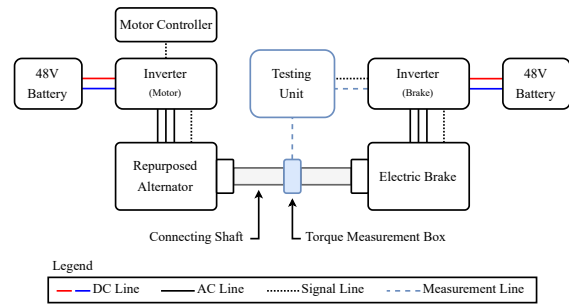 Motor Controller
48V
Battery
Inverter
(Motor)
Testing
Unit
Inverter
(Brake)
48V
Battery
Repurposed
Alternator
Electric Brake
Connecting Shaft
Torque Measurement Box
Legend
DC Line
AC Line
Signal Line
Measurement Line